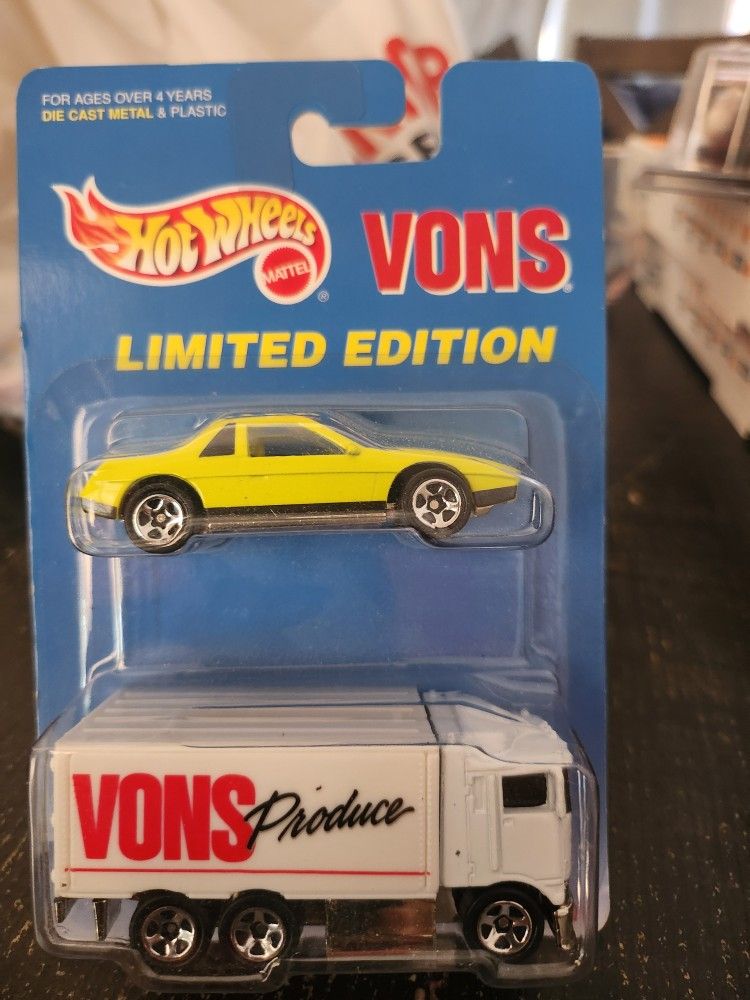 FOR AGES OVER 4 YEARS
DIE CAST METAL & PLASTIC
HOT WHEELS
MATTEL
®
VONS®
LIMITED EDITION
VONS Produce